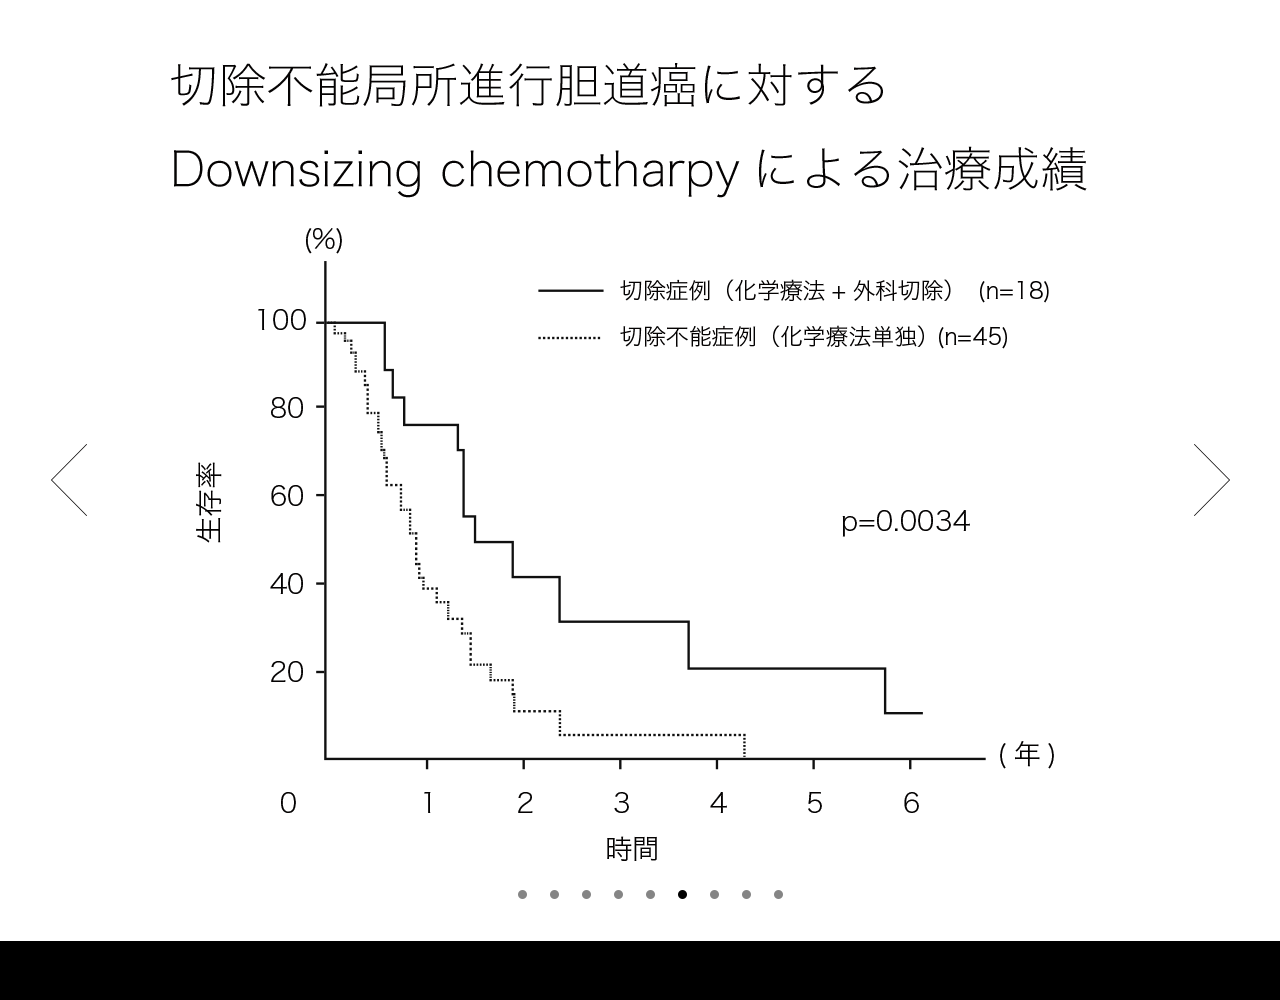 切除不能局所進行胆道癌に対する
Downsizing chemotharpy による治療成績
(%)
切除症例（化学療法 + 外科切除） (n=18)
切除不能症例（化学療法単独）(n=45)
100
80
60
40
20
生存率
p=0.0034
( 年 )
0 1 2 3 4 5 6
時間